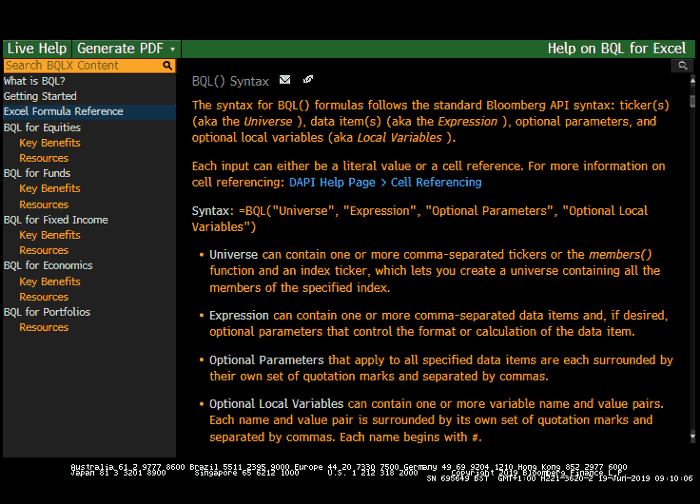 Live Help Generate PDF Help on BQL for Excel
Search BQLX Content
What is BQL?
Getting Started
Excel Formula Reference
BQL for Equities
Key Benefits
Resources
BQL for Funds
Key Benefits
Resources
BQL for Fixed Income
Key Benefits
Resources
BQL for Economics
Key Benefits
Resources
BQL for Portfolios
Resources
BQL() Syntax
The syntax for BQL() formulas follows the standard Bloomberg API syntax: ticker(s)
(aka the Universe ), data item(s) (aka the Expression ), optional parameters, and
optional local variables (aka Local Variables ).
Each input can either be a literal value or a cell reference. For more information on
cell referencing: DAPI Help Page > Cell Referencing
Syntax: =BQL("Universe", "Expression", "Optional Parameters", "Optional Local
Variables")
• Universe can contain one or more comma-separated tickers or the members()
function and an index ticker, which lets you create a universe containing all the
members of the specified index.
• Expression can contain one or more comma-separated data items and, if desired,
optional parameters that control the format or calculation of the data item.
• Optional Parameters that apply to all specified data items are each surrounded by
their own set of quotation marks and separated by commas.
• Optional Local Variables can contain one or more variable name and value pairs.
Each name and value pair is surrounded by its own set of quotation marks and
separated by commas. Each name begins with #.
Australia 61 2 9777 8600 Brazil 5511 2395 9000 Europe 44 20 7330 7500 Germany 49 69 9204 1210 Hong Kong 852 2977 6000
Japan 81 3 3201 8900 Singapore 65 6212 1000 U.S. 1 212 318 2000 Copyright 2019 Bloomberg Finance L.P.
SN 695649 BST GMT+1:00 H221-3620-2 19-Jun-2019 09:10:06